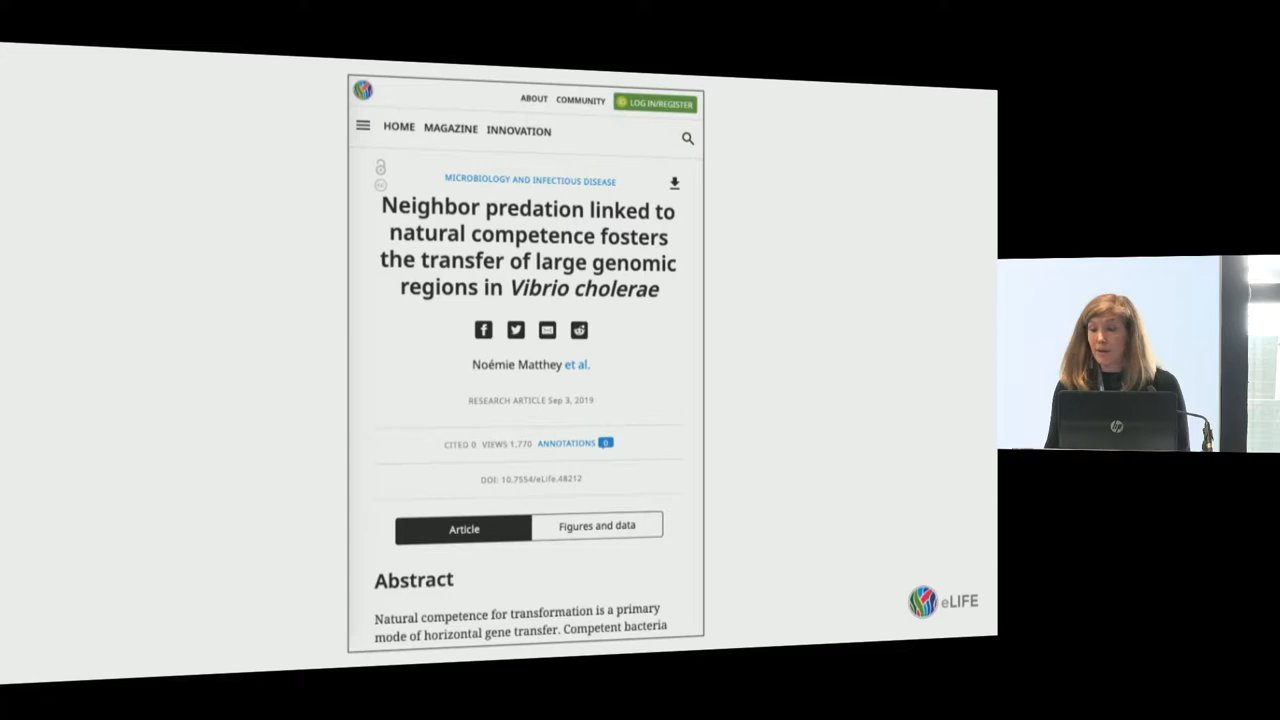 ABOUT COMMUNITY LOG IN/REGISTER
HOME MAGAZINE INNOVATION
MICROBIOLOGY AND INFECTIOUS DISEASE
Neighbor predation linked to
natural competence fosters
the transfer of large genomic
regions in Vibrio cholerae
Noémie Matthey et al.
RESEARCH ARTICLE Sep 3, 2019
CITED 0 VIEWS 1,770 ANNOTATIONS 0
DOI: 10.7554/eLife.48212
Article Figures and data
Abstract
Natural competence for transformation is a primary
mode of horizontal gene transfer. Competent bacteria
eLIFE
hp